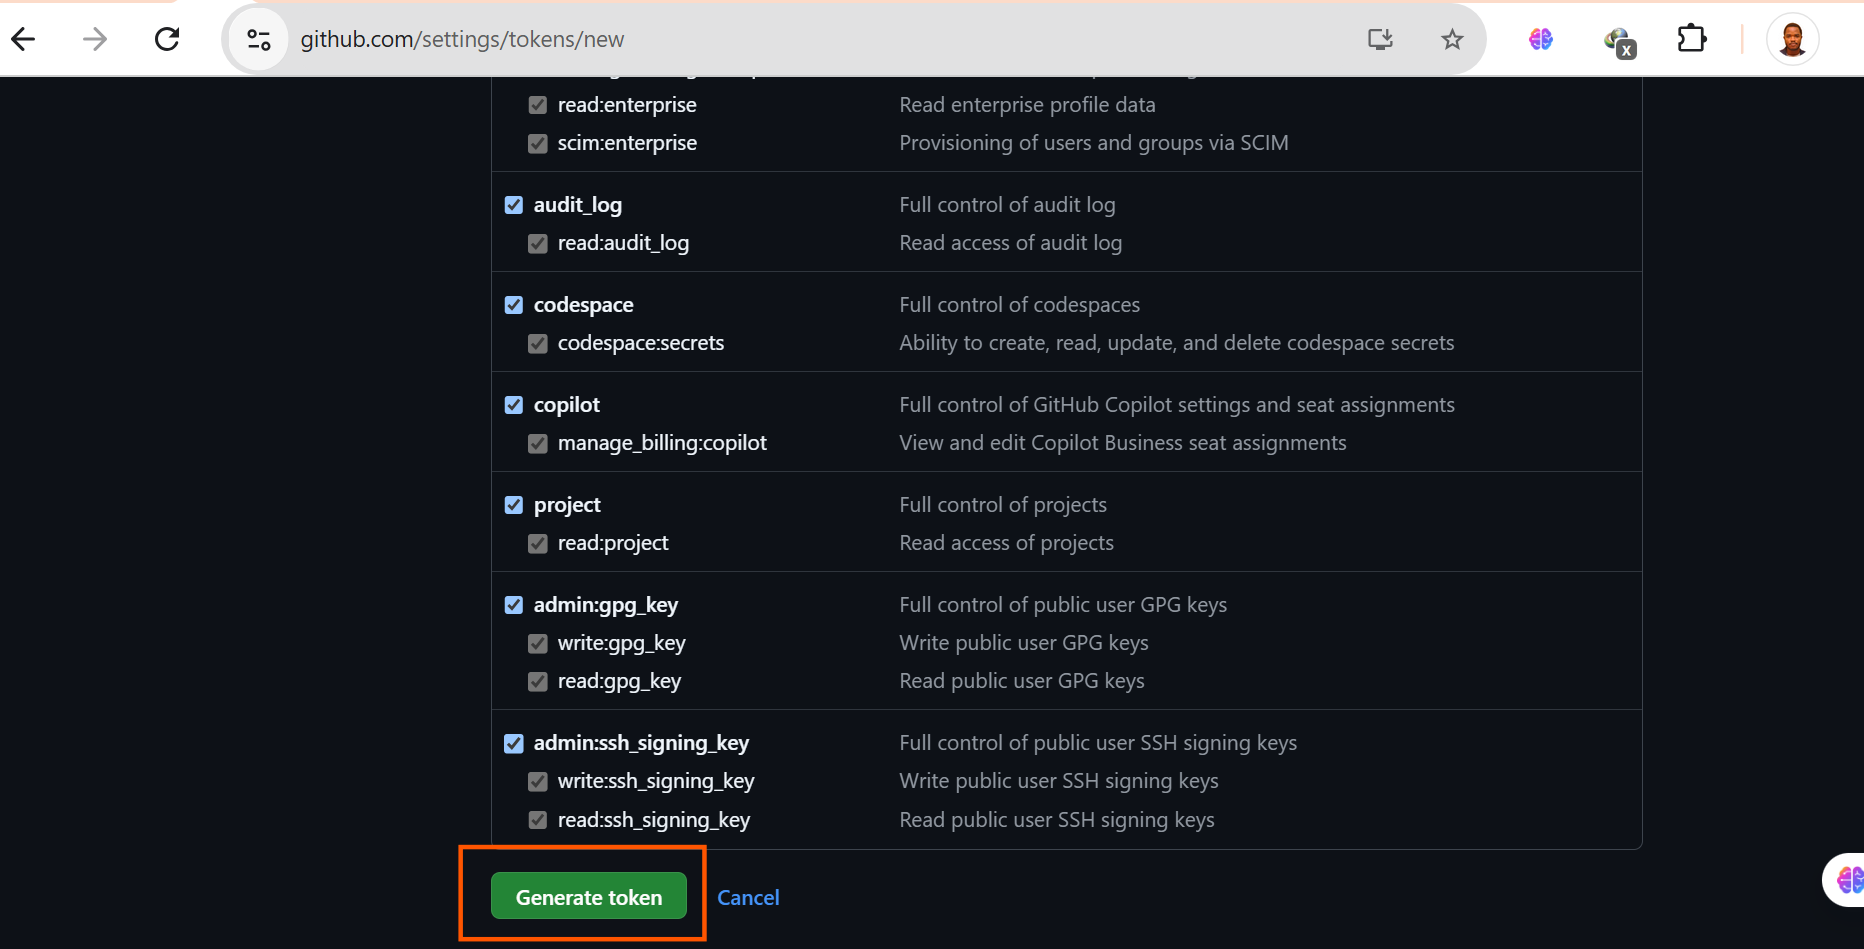 github.com/settings/tokens/new
x
read:enterprise Read enterprise profile data
scim:enterprise Provisioning of users and groups via SCIM
audit_log Full control of audit log
read:audit_log Read access of audit log
codespace Full control of codespaces
codespace:secrets Ability to create, read, update, and delete codespace secrets
copilot Full control of GitHub Copilot settings and seat assignments
manage_billing:copilot View and edit Copilot Business seat assignments
project Full control of projects
read:project Read access of projects
admin:gpg_key Full control of public user GPG keys
write:gpg_key Write public user GPG keys
read:gpg_key Read public user GPG keys
admin:ssh_signing_key Full control of public user SSH signing keys
write:ssh_signing_key Write public user SSH signing keys
read:ssh_signing_key Read public user SSH signing keys
Generate token Cancel